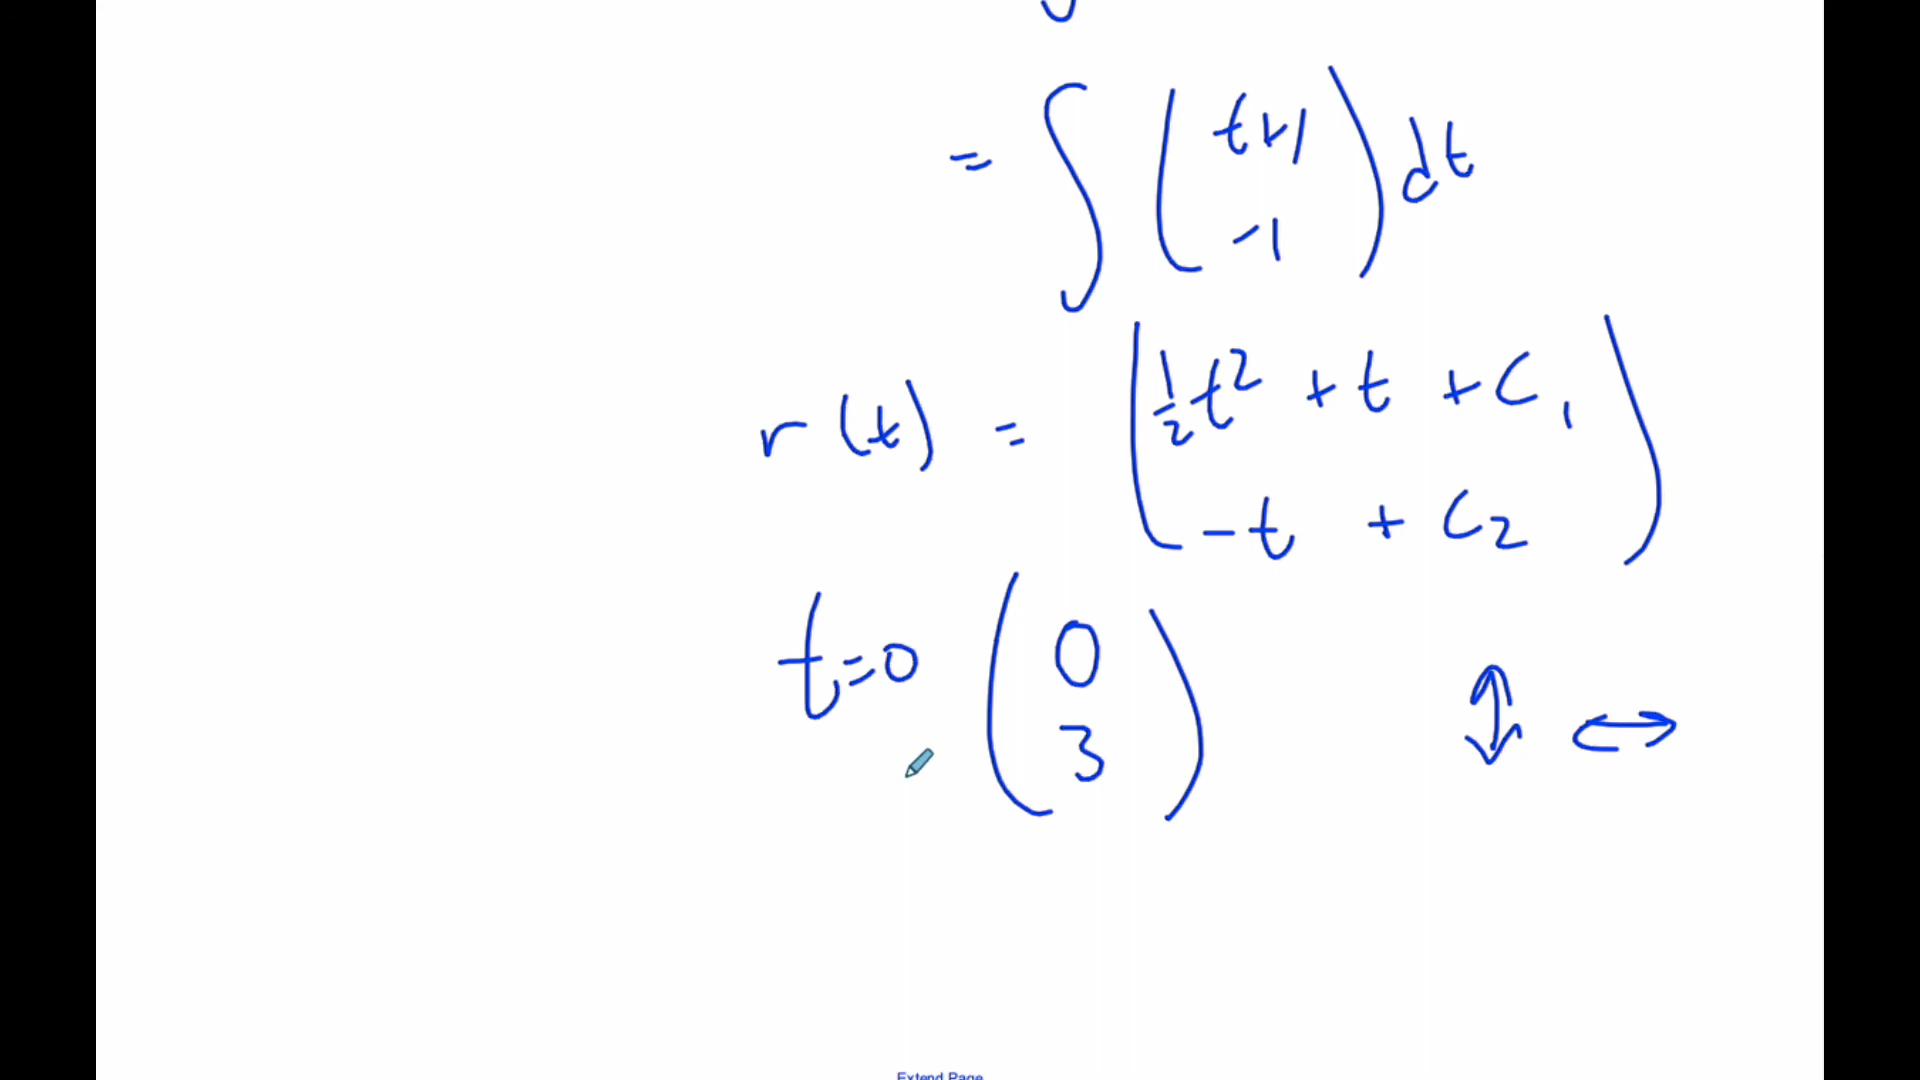 = ∫ ( t+1
-1 ) dt
r(t) = ( ½t² + t + C₁
-t + C₂ )
t=0 ( 0
3 )
Extend Page